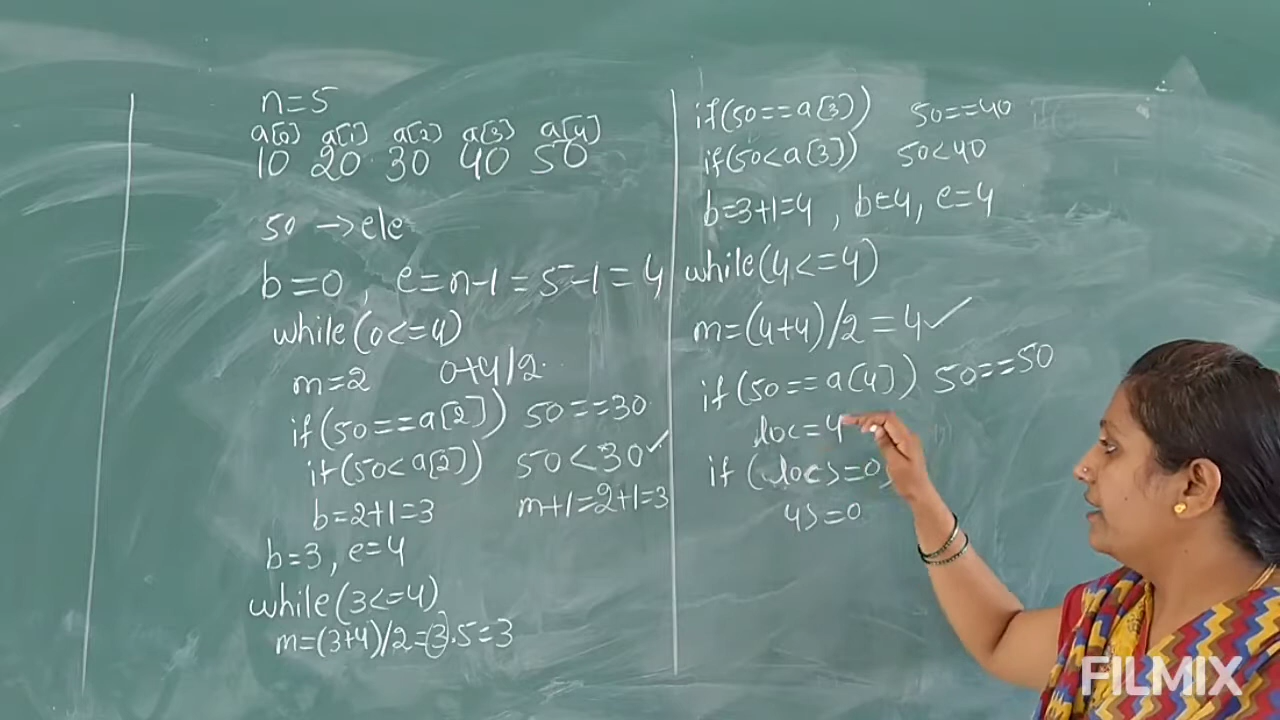 n=5
a[0] a[1] a[2] a[3] a[4]
10 20 30 40 50
50 →ele
b=0, e=n-1=5-1=4
while(0<=4)
m=2 0+4/2.
if(50==a[2]) 50==30
if(50<a[2]) 50<30✓
b=2+1=3 m+1=2+1=3
b=3, e=4
while(3<=4)
m=(3+4)/2=3.5=3
if(50==a[3]) 50==40
if(50<a[3]) 50<40
b=3+1=4, b=4, e=4
while(4<=4)
m=(4+4)/2=4✓
if(50==a[4]) 50==50
loc=4
if(loc>=0)
4>=0
FILMIX